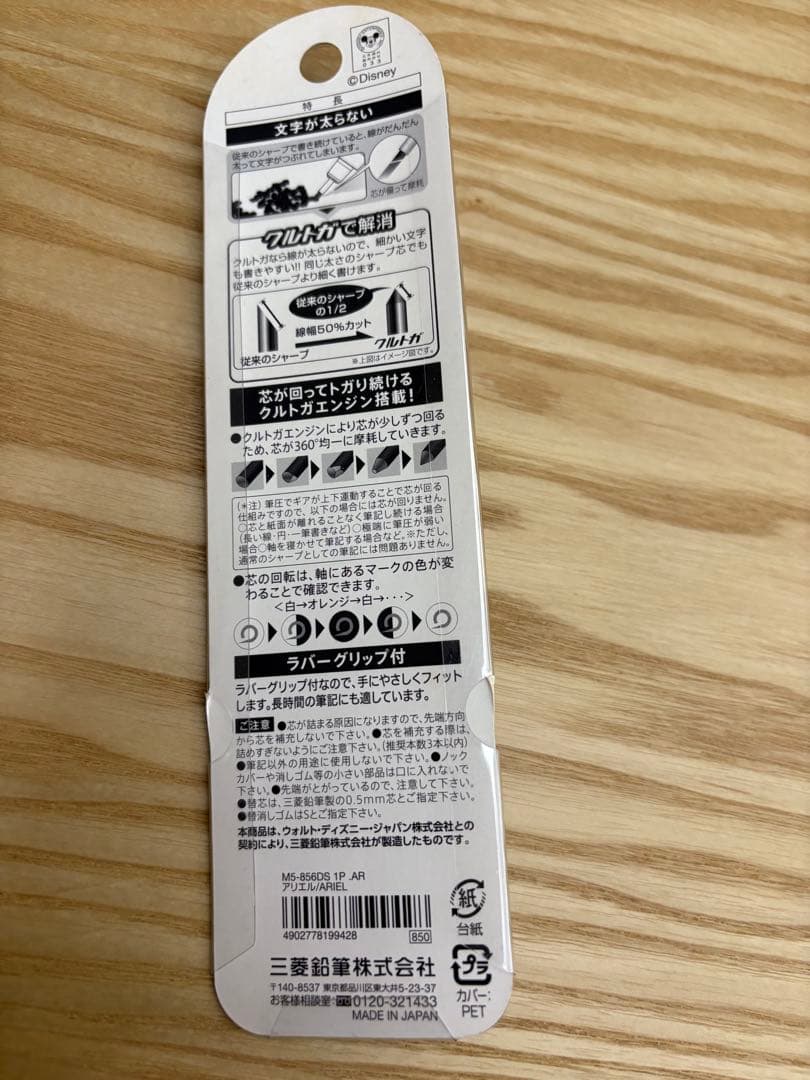 ©Disney
特長
文字が太らない
従来のシャープで書き続けていると、線がだんだん
太って文字がつぶれてしまいます。
芯が偏って摩耗
クルトガで解消
クルトガなら線が太らないので、細かい文字
も書きやすい!! 同じ太さのシャープ芯でも
従来のシャープより細く書けます。
従来のシャープ
の1/2
線幅50%カット
従来のシャープ
クルトガ
※上図はイメージ図です。
芯が回ってトガり続ける
クルトガエンジン搭載!
●クルトガエンジンにより芯が少しずつ回る
ため、芯が360°均一に摩耗していきます。
(*注) 筆圧でギアが上下運動することで芯が回る
仕組みですので、以下の場合には芯が回りません。
○芯と紙面が離れることなく筆記し続ける場合
(長い線・円・一筆書きなど)○極端に筆圧が弱い
場合○軸を寝かせて筆記する場合など。※ただし、
通常のシャープとしての筆記には問題ありません。
●芯の回転は、軸にあるマークの色が変
わることで確認できます。
<白→オレンジ→白→・・・>
ラバーグリップ付
ラバーグリップ付なので、手にやさしくフィット
します。長時間の筆記にも適しています。
ご注意 ●芯が詰まる原因になりますので、先端方向
から芯を補充しないで下さい。●芯を補充する際は、
詰めすぎないようにご注意下さい。(推奨本数3本以内)
●筆記以外の用途に使用しないで下さい。●ノック
カバーや消しゴム等の小さい部品は口に入れないで
下さい。●先端がとがっているので、注意して下さい。
●替芯は、三菱鉛筆製の0.5mm芯とご指定下さい。
●替消しゴムはSとご指定下さい。
本商品は、ウォルト・ディズニー・ジャパン株式会社との
契約により、三菱鉛筆株式会社が製造したものです。
M5-856DS 1P .AR
アリエル/ARIEL
4902778199428
850
三菱鉛筆株式会社
〒140-8537 東京都品川区東大井5-23-37
お客様相談室:0120-321433
MADE IN JAPAN
紙
台紙
プラ
カバー:
PET